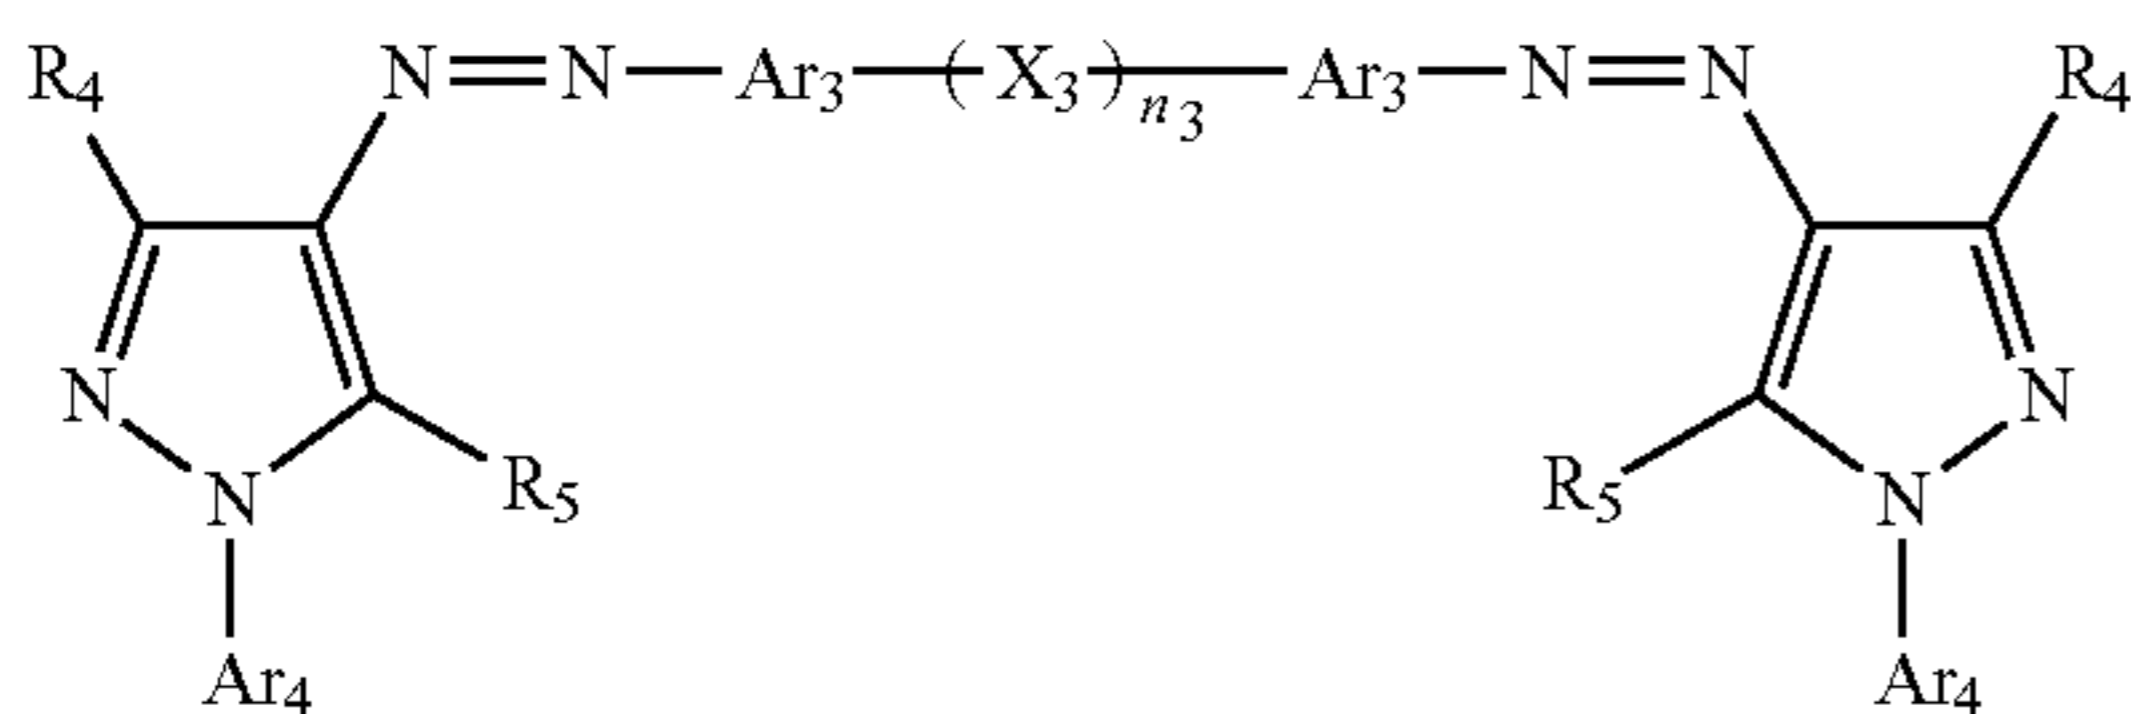 R4 N=N—Ar3—(X3)n3—Ar3—N=N R4
N N
R5 R5
N N
Ar4 Ar4